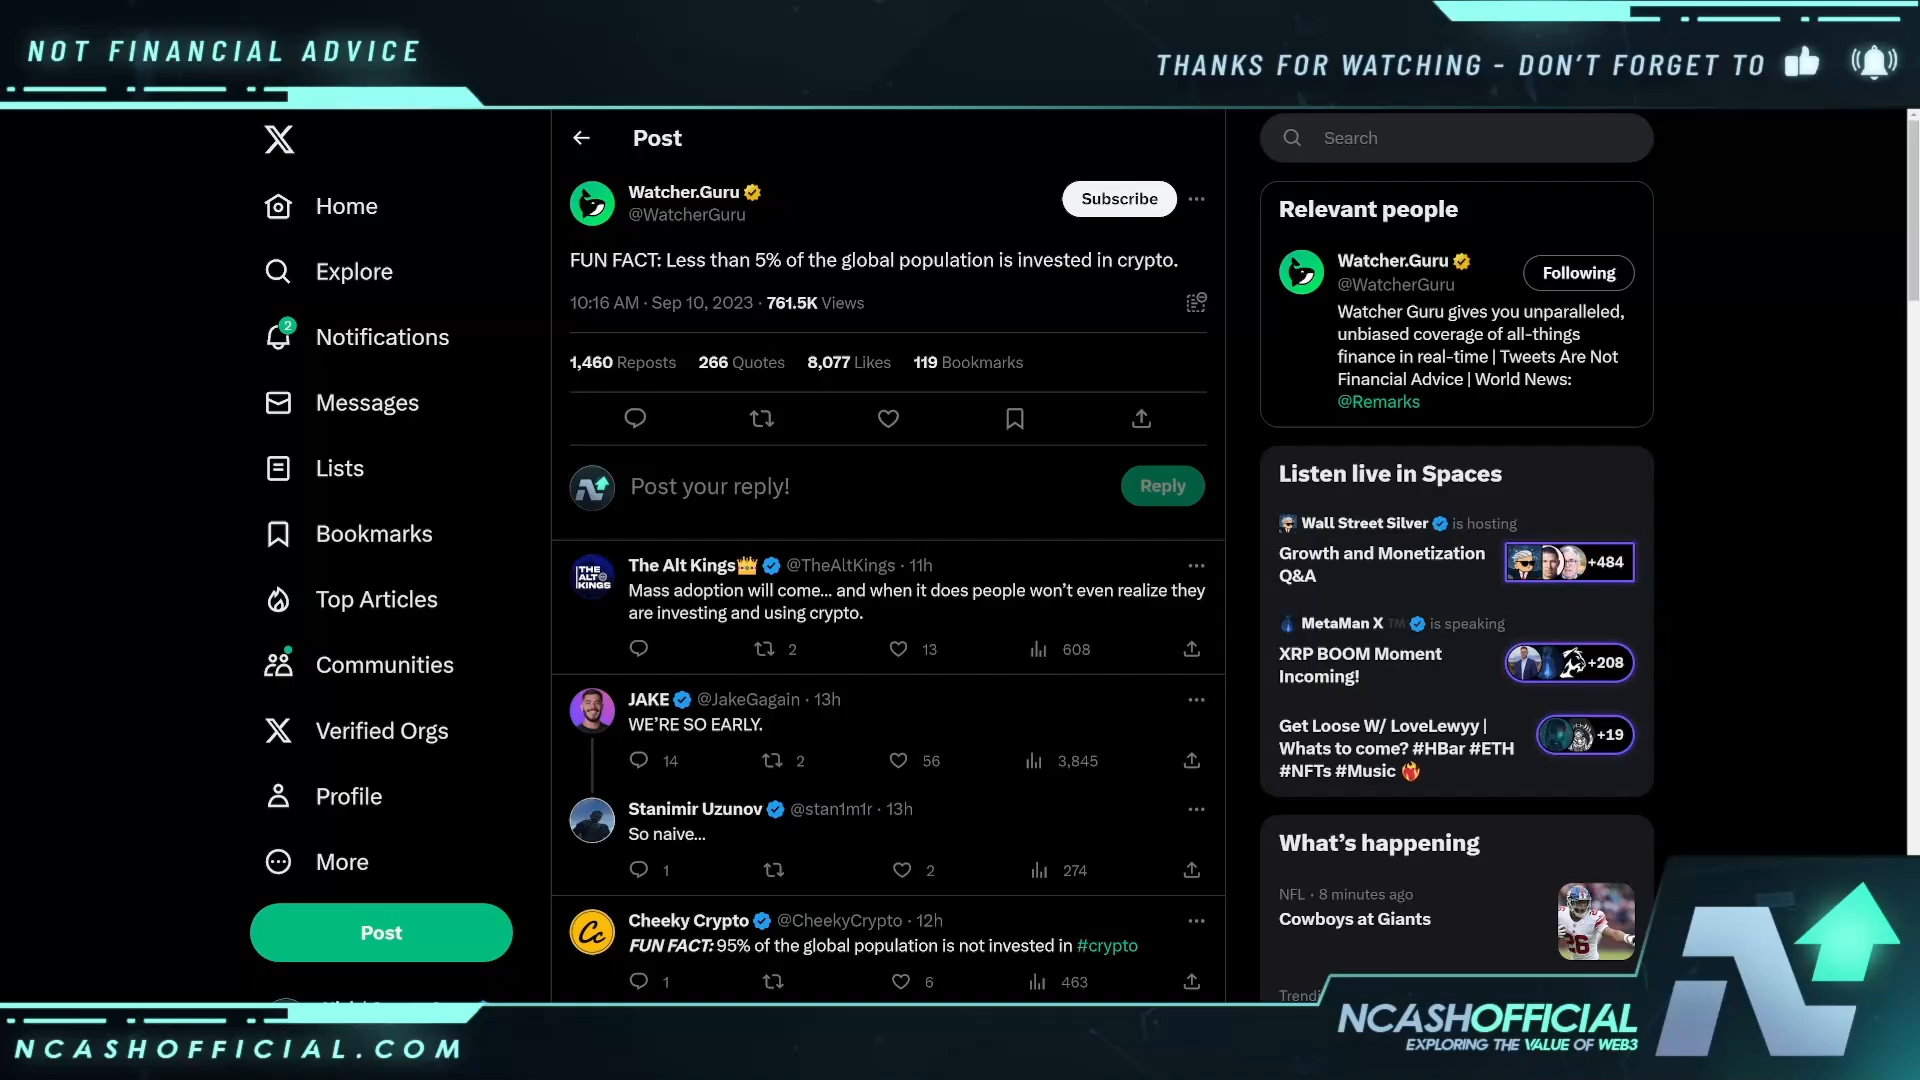 NOT FINANCIAL ADVICE
THANKS FOR WATCHING - DON'T FORGET TO
Home
Explore
2
Notifications
Messages
Lists
Bookmarks
Top Articles
Communities
Verified Orgs
Profile
More
Post
Post
Watcher.Guru
@WatcherGuru
Subscribe
FUN FACT: Less than 5% of the global population is invested in crypto.
10:16 AM · Sep 10, 2023 · 761.5K Views
1,460 Reposts 266 Quotes 8,077 Likes 119 Bookmarks
Post your reply!
Reply
THE ALT KINGS
The Alt Kings👑 @TheAltKings · 11h
Mass adoption will come... and when it does people won't even realize they
are investing and using crypto.
2 13 608
JAKE @JakeGagain · 13h
WE'RE SO EARLY.
14 2 56 3,845
Stanimir Uzunov @stan1m1r · 13h
So naive...
1 2 274
Cc
Cheeky Crypto @CheekyCrypto · 12h
FUN FACT: 95% of the global population is not invested in #crypto
1 6 463
Search
Relevant people
Watcher.Guru
@WatcherGuru
Following
Watcher Guru gives you unparalleled,
unbiased coverage of all-things
finance in real-time | Tweets Are Not
Financial Advice | World News:
@Remarks
Listen live in Spaces
Wall Street Silver is hosting
Growth and Monetization
Q&A
+484
MetaMan X ™ is speaking
XRP BOOM Moment
Incoming!
+208
Get Loose W/ LoveLewyy |
Whats to come? #HBar #ETH
#NFTs #Music
+19
What's happening
NFL · 8 minutes ago
Cowboys at Giants
26
Trendi
NCASHOFFICIAL.COM
NCASHOFFICIAL
EXPLORING THE VALUE OF WEB3